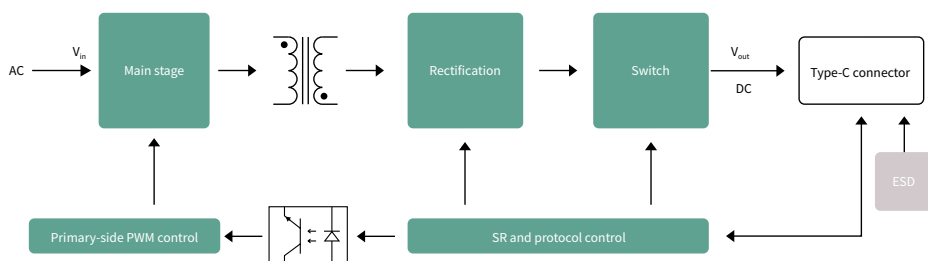 AC
Vin
Main stage
Rectification
Switch
Vout
DC
Type-C connector
ESD
Primary-side PWM control
SR and protocol control